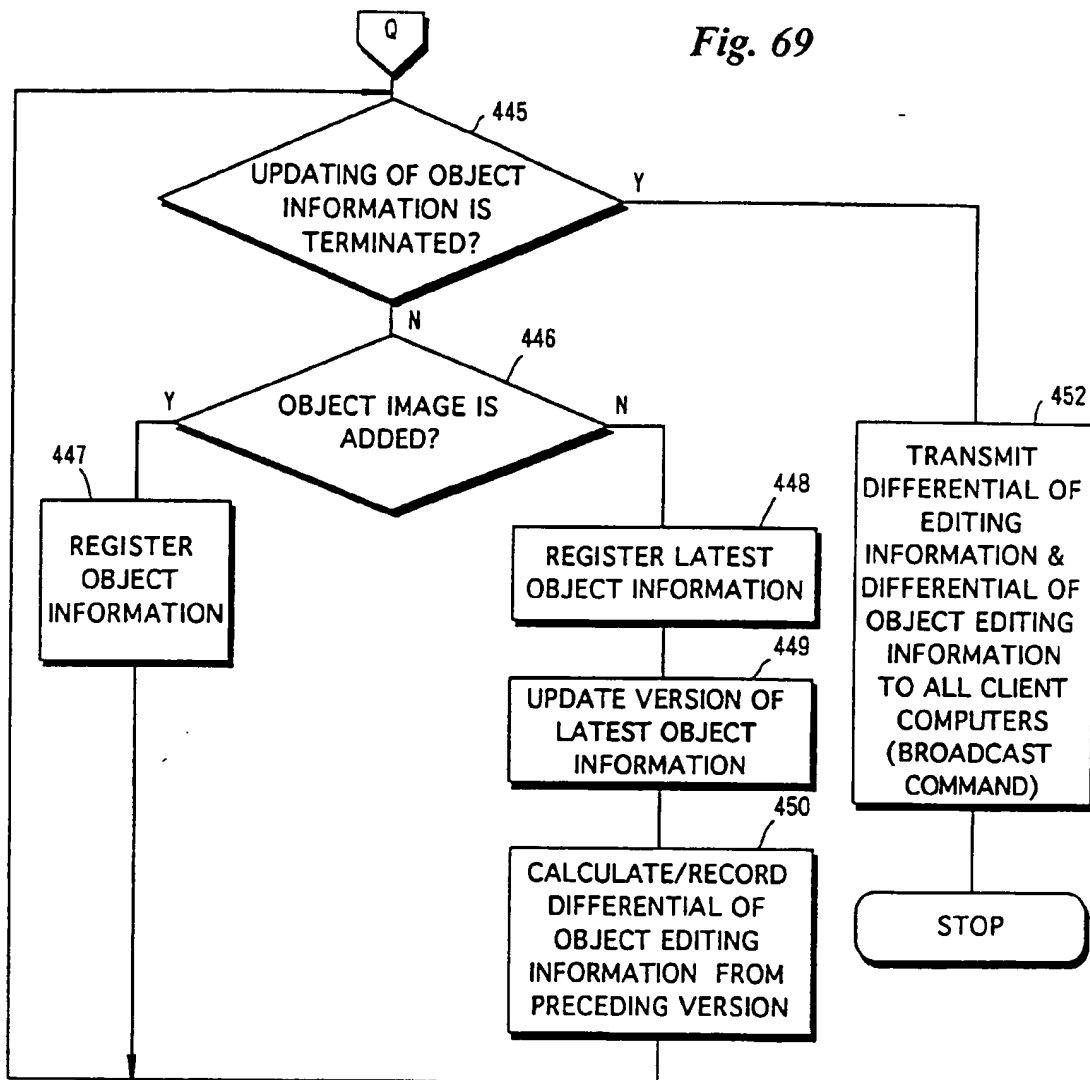 Q
Fig. 69
445
UPDATING OF OBJECT
INFORMATION IS
TERMINATED?
Y
N
446
OBJECT IMAGE IS
ADDED?
Y
N
447
REGISTER
OBJECT
INFORMATION
448
REGISTER LATEST
OBJECT INFORMATION
449
UPDATE VERSION OF
LATEST OBJECT
INFORMATION
450
CALCULATE/RECORD
DIFFERENTIAL OF
OBJECT EDITING
INFORMATION FROM
PRECEDING VERSION
452
TRANSMIT
DIFFERENTIAL OF
EDITING
INFORMATION &
DIFFERENTIAL OF
OBJECT EDITING
INFORMATION
TO ALL CLIENT
COMPUTERS
(BROADCAST
COMMAND)
STOP